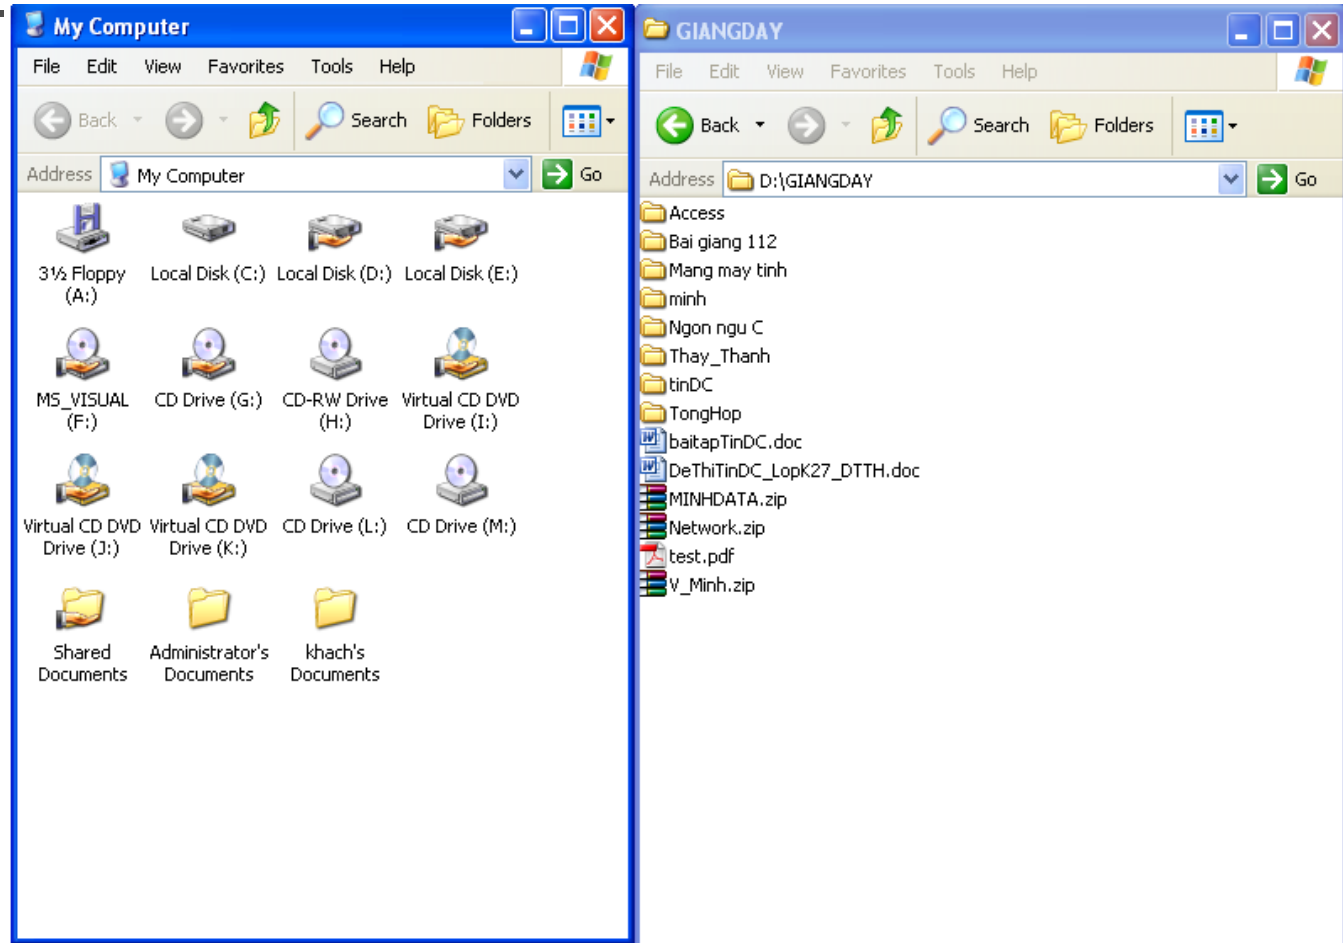 My Computer
File Edit View Favorites Tools Help
Back Search Folders
Address My Computer Go
3½ Floppy (A:)
Local Disk (C:)
Local Disk (D:)
Local Disk (E:)
MS_VISUAL (F:)
CD Drive (G:)
CD-RW Drive (H:)
Virtual CD DVD Drive (I:)
Virtual CD DVD Drive (J:)
Virtual CD DVD Drive (K:)
CD Drive (L:)
CD Drive (M:)
Shared Documents
Administrator's Documents
khach's Documents
GIANGDAY
File Edit View Favorites Tools Help
Back Search Folders
Address D:\GIANGDAY Go
Access
Bai giang 112
Mang may tinh
minh
Ngon ngu C
Thay_Thanh
tinDC
TongHop
baitapTinDC.doc
DeThiTinDC_LopK27_DTTH.doc
MINHDATA.zip
Network.zip
test.pdf
V_Minh.zip